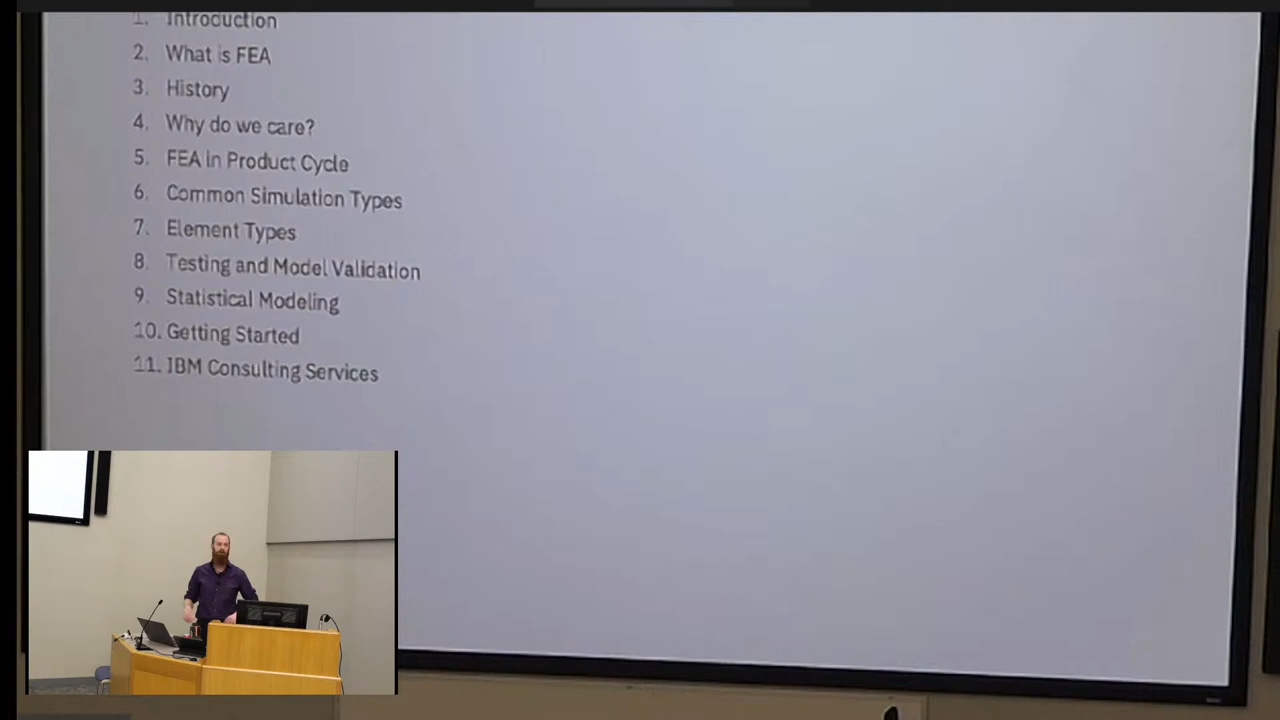 1. Introduction
2. What is FEA
3. History
4. Why do we care?
5. FEA in Product Cycle
6. Common Simulation Types
7. Element Types
8. Testing and Model Validation
9. Statistical Modeling
10. Getting Started
11. IBM Consulting Services